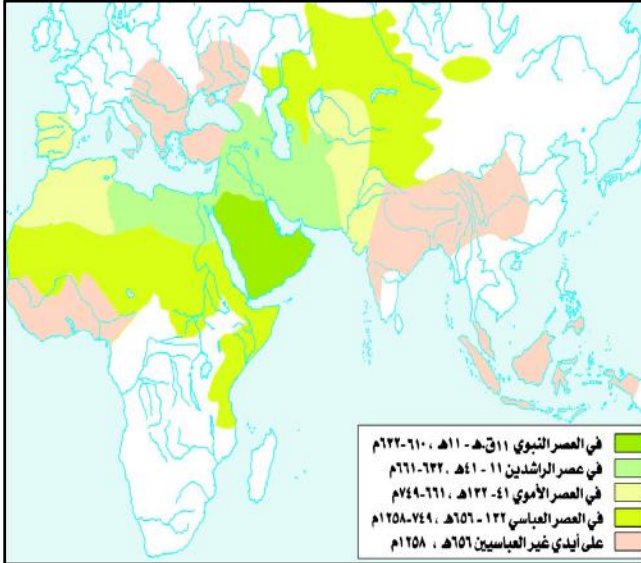 في العصر النبوي ١١ق.هـ - ١١هـ ، ٦١٠-٦٣٢م
في عصر الراشدين ١١ - ٤١هـ ، ٦٣٢-٦٦١م
في العصر الأموي ٤١- ١٣٢هـ ، ٦٦١-٧٤٩م
في العصر العباسي ١٣٢ - ٦٥٦هـ ، ٧٤٩-١٢٥٨م
على أيدي غير العباسيين ٦٥٦هـ ، ١٢٥٨م